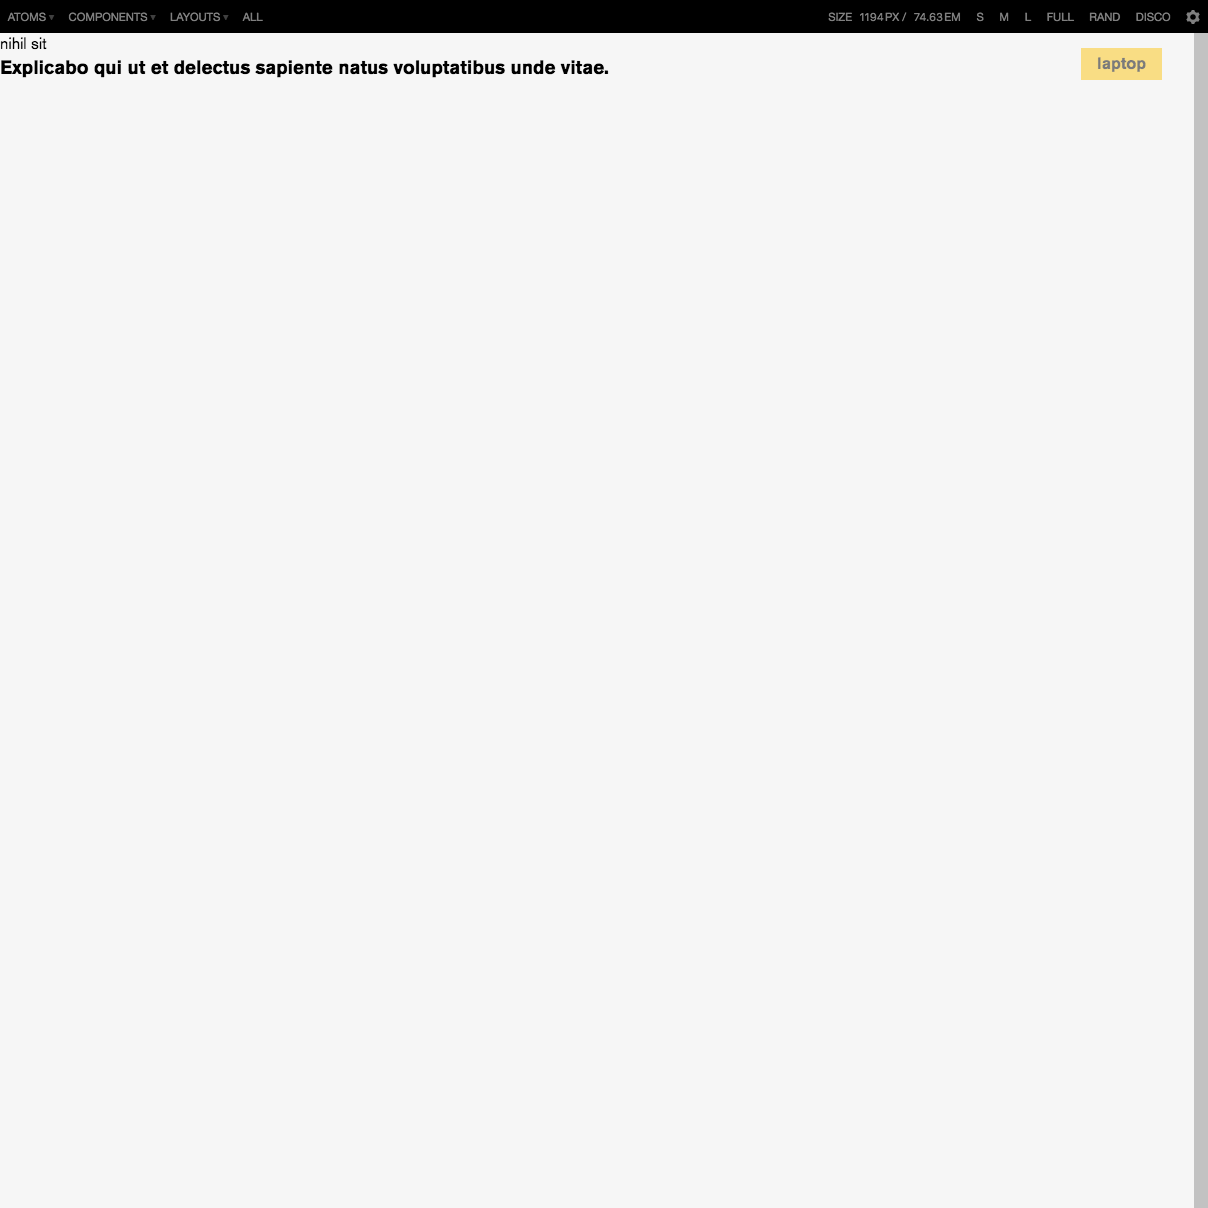 ATOMS ▾ COMPONENTS ▾ LAYOUTS ▾ ALL SIZE 1194 PX / 74.63 EM S M L FULL RAND DISCO
nihil sit
Explicabo qui ut et delectus sapiente natus voluptatibus unde vitae.
laptop